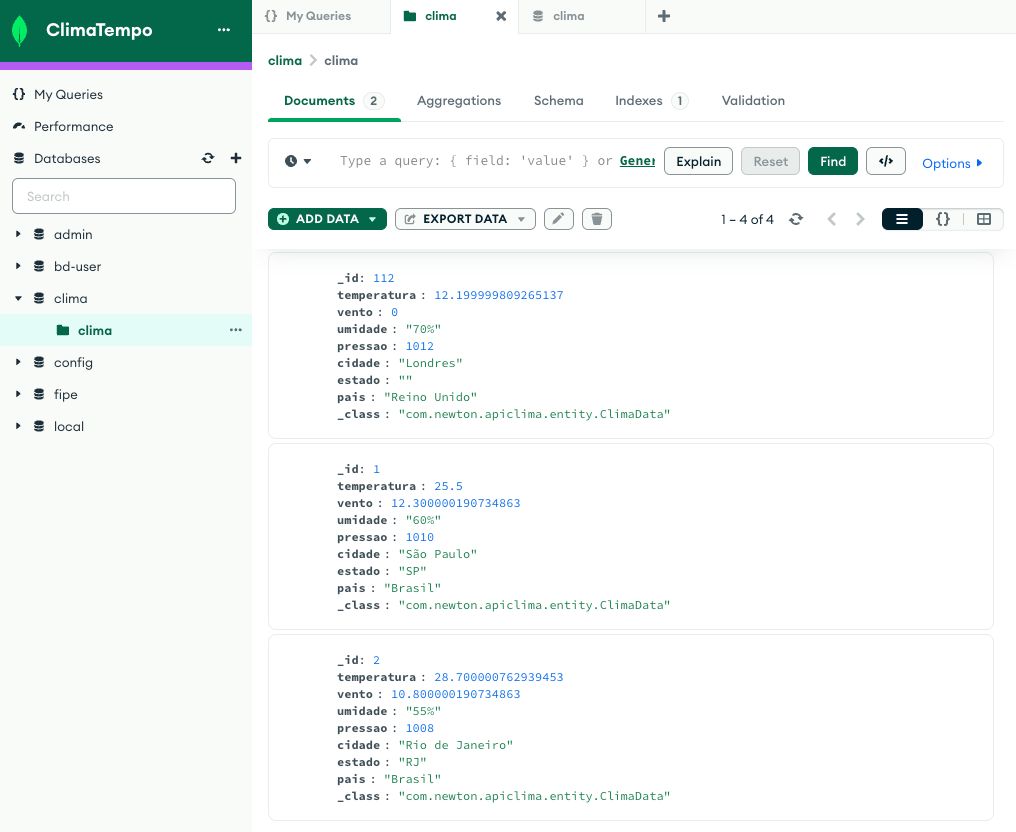 ClimaTempo
My Queries
Performance
Databases
Search
admin
bd-user
clima
clima
config
fipe
local
My Queries
clima
clima
clima
clima
Documents 2
Aggregations
Schema
Indexes 1
Validation
Type a query: { field: 'value' } or Gener
Explain
Reset
Find
</>
Options
ADD DATA
EXPORT DATA
1 – 4 of 4
{}
_id: 112
temperatura : 12.199999809265137
vento : 0
umidade : "70%"
pressao : 1012
cidade : "Londres"
estado : ""
pais : "Reino Unido"
_class : "com.newton.apiclima.entity.ClimaData"
_id: 1
temperatura : 25.5
vento : 12.300000190734863
umidade : "60%"
pressao : 1010
cidade : "São Paulo"
estado : "SP"
pais : "Brasil"
_class : "com.newton.apiclima.entity.ClimaData"
_id: 2
temperatura : 28.700000762939453
vento : 10.800000190734863
umidade : "55%"
pressao : 1008
cidade : "Rio de Janeiro"
estado : "RJ"
pais : "Brasil"
_class : "com.newton.apiclima.entity.ClimaData"